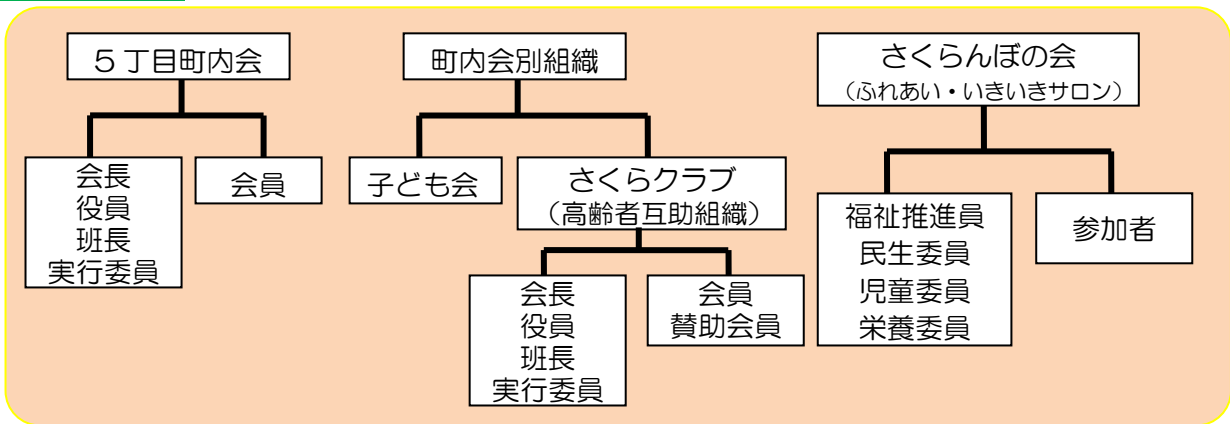 5丁目町内会
会長
役員
班長
実行委員
会員
町内会別組織
子ども会
さくらクラブ
（高齢者互助組織）
会長
役員
班長
実行委員
会員
賛助会員
さくらんぼの会
（ふれあい・いきいきサロン）
福祉推進員
民生委員
児童委員
栄養委員
参加者